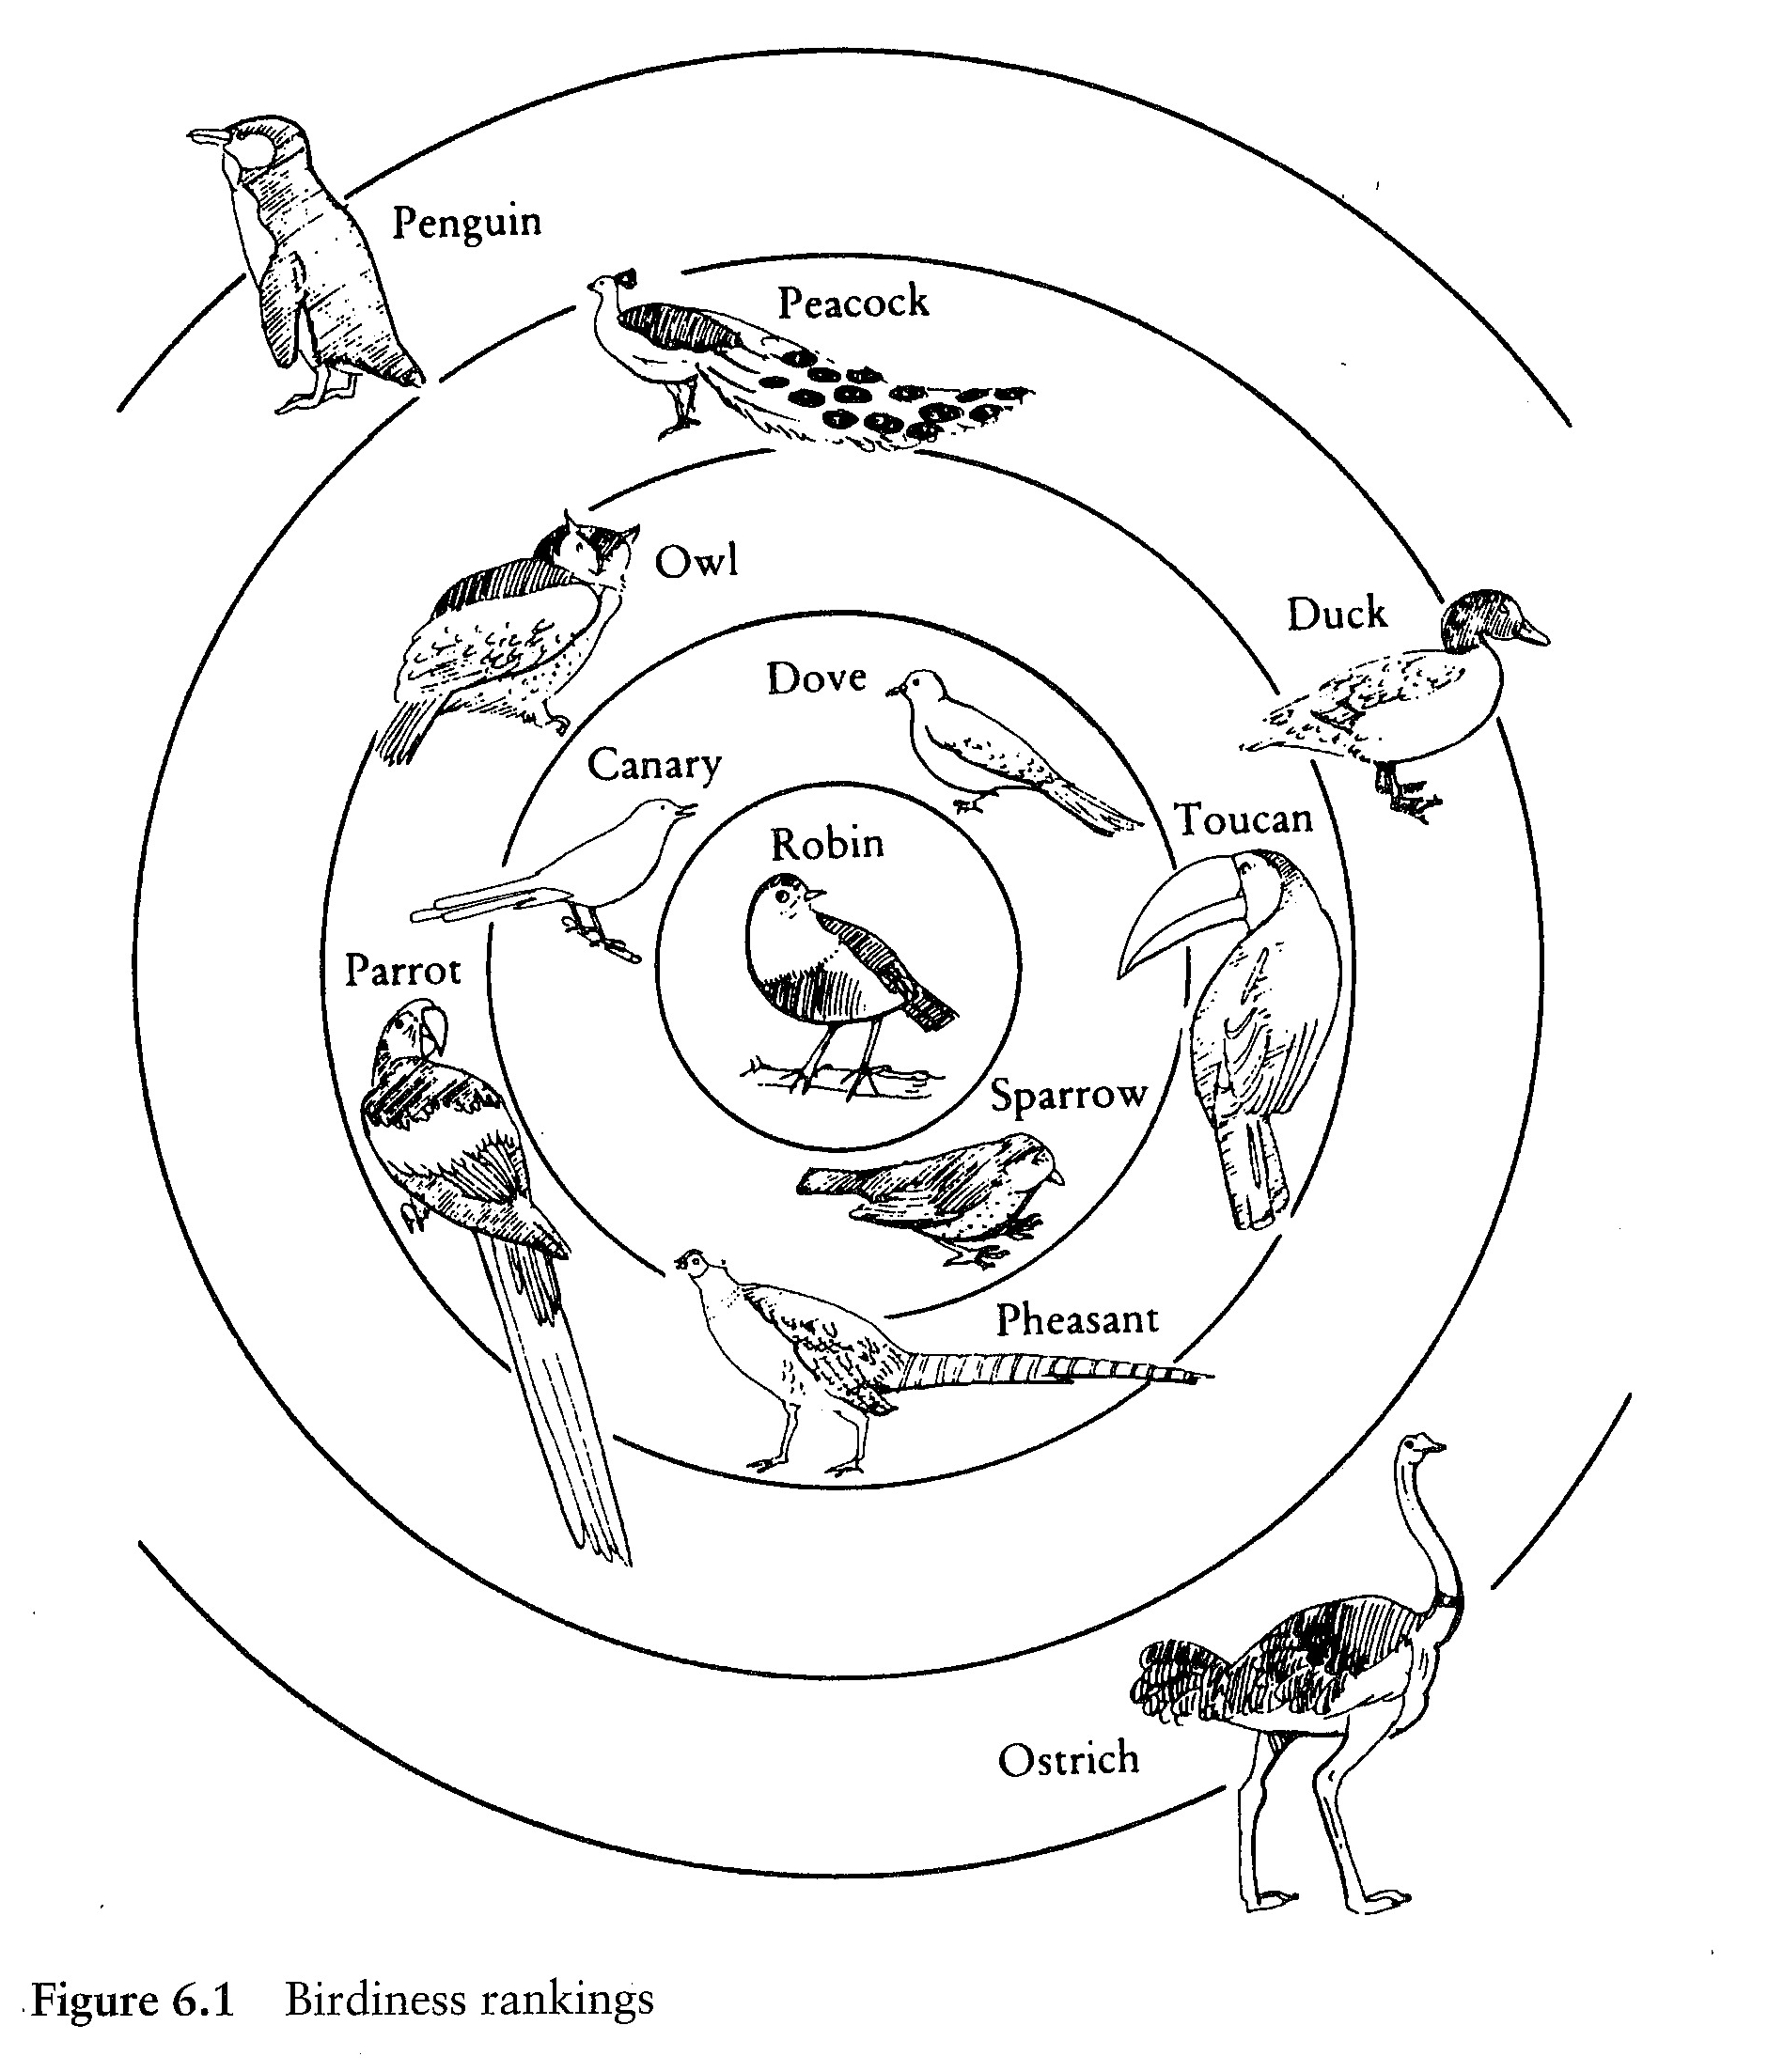 Penguin
Peacock
Owl
Duck
Dove
Canary
Toucan
Robin
Parrot
Sparrow
Pheasant
Ostrich
Figure 6.1 Birdiness rankings